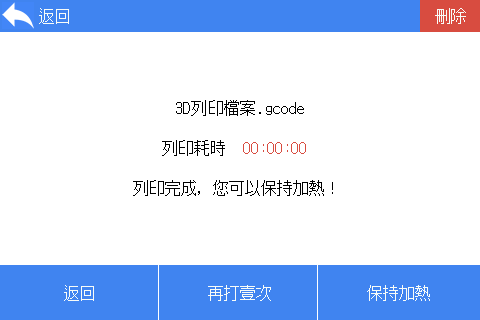 返回
刪除
3D列印檔案.gcode
列印耗時 00:00:00
列印完成, 您可以保持加熱!
返回
再打壹次
保持加熱